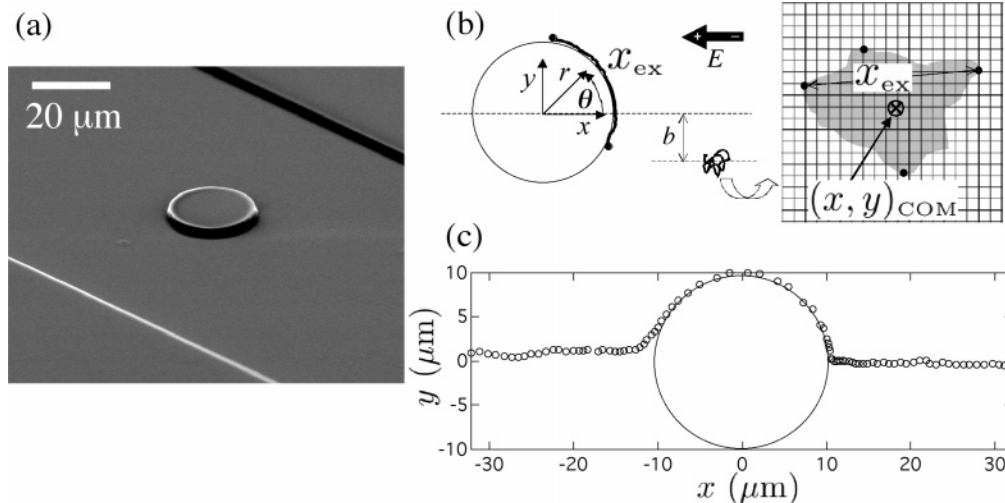 (a)
20 μm
(b)
x_ex
y
r
θ
x
b
+ −
E
x_ex
(x, y)_COM
(c)
10
5
0
-5
-10
y (μm)
-30 -20 -10 0 10 20 30
x (μm)